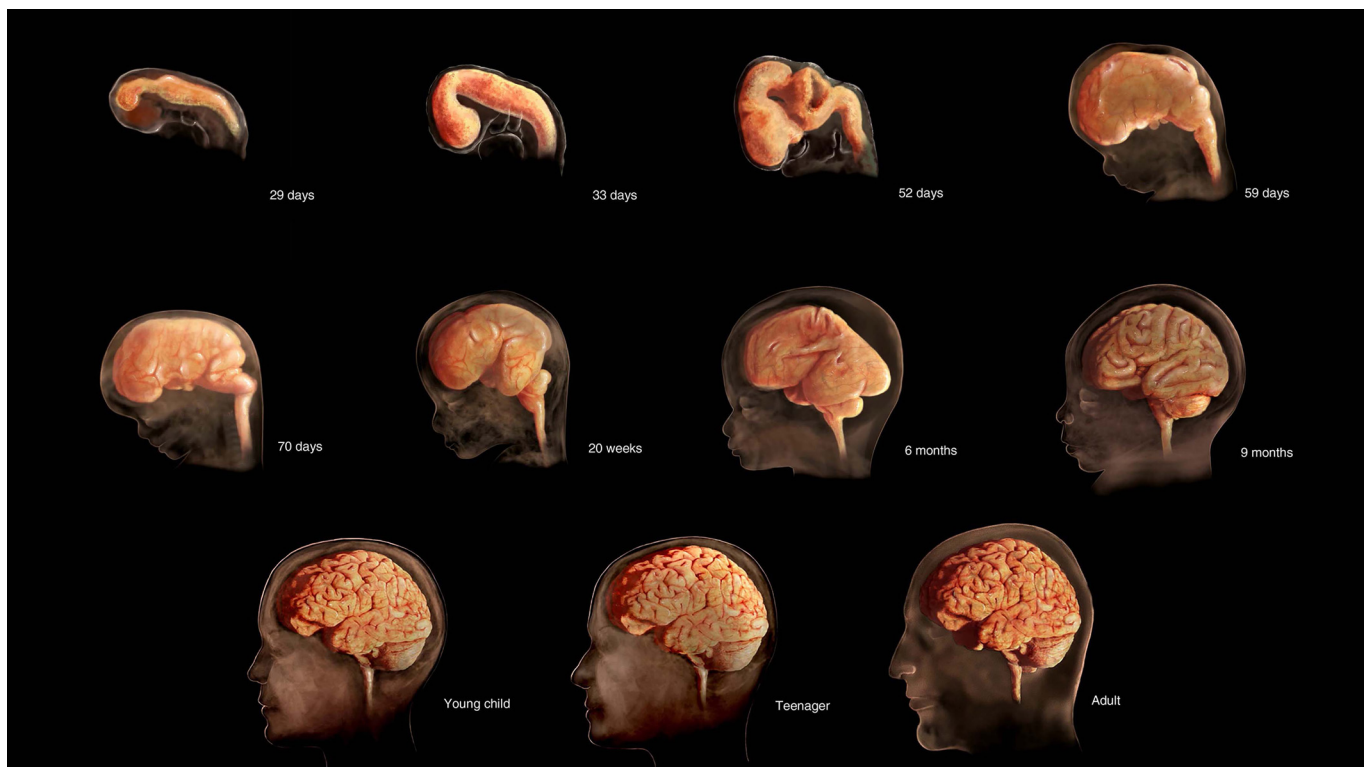 29 days
33 days
52 days
59 days
70 days
20 weeks
6 months
9 months
Young child
Teenager
Adult